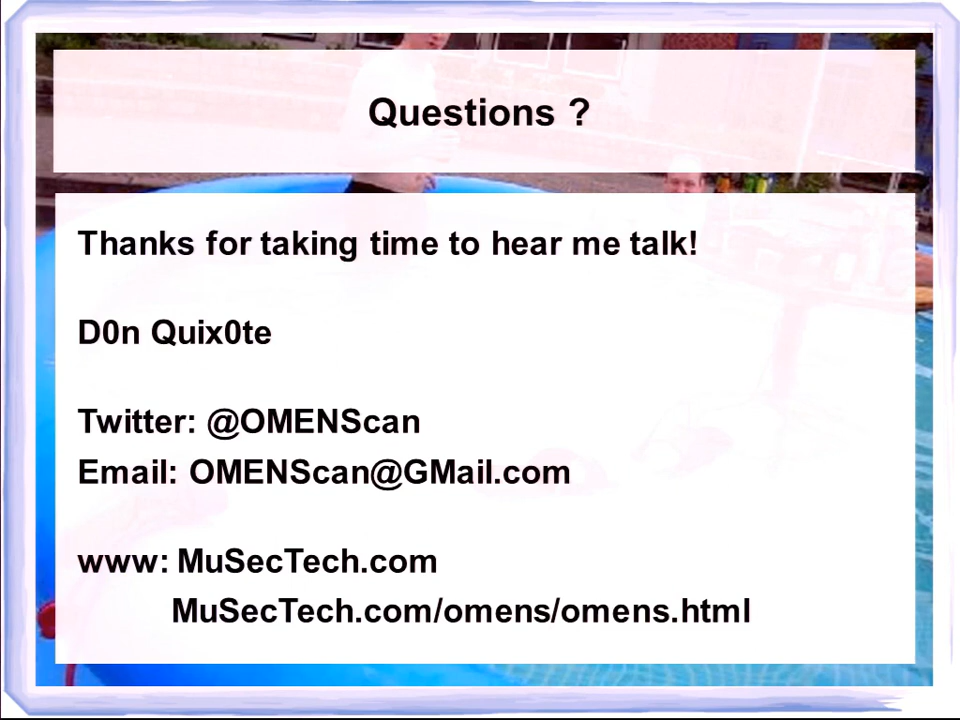 Questions ?
Thanks for taking time to hear me talk!
D0n Quix0te
Twitter: @OMENScan
Email: OMENScan@GMail.com
www: MuSecTech.com
MuSecTech.com/omens/omens.html